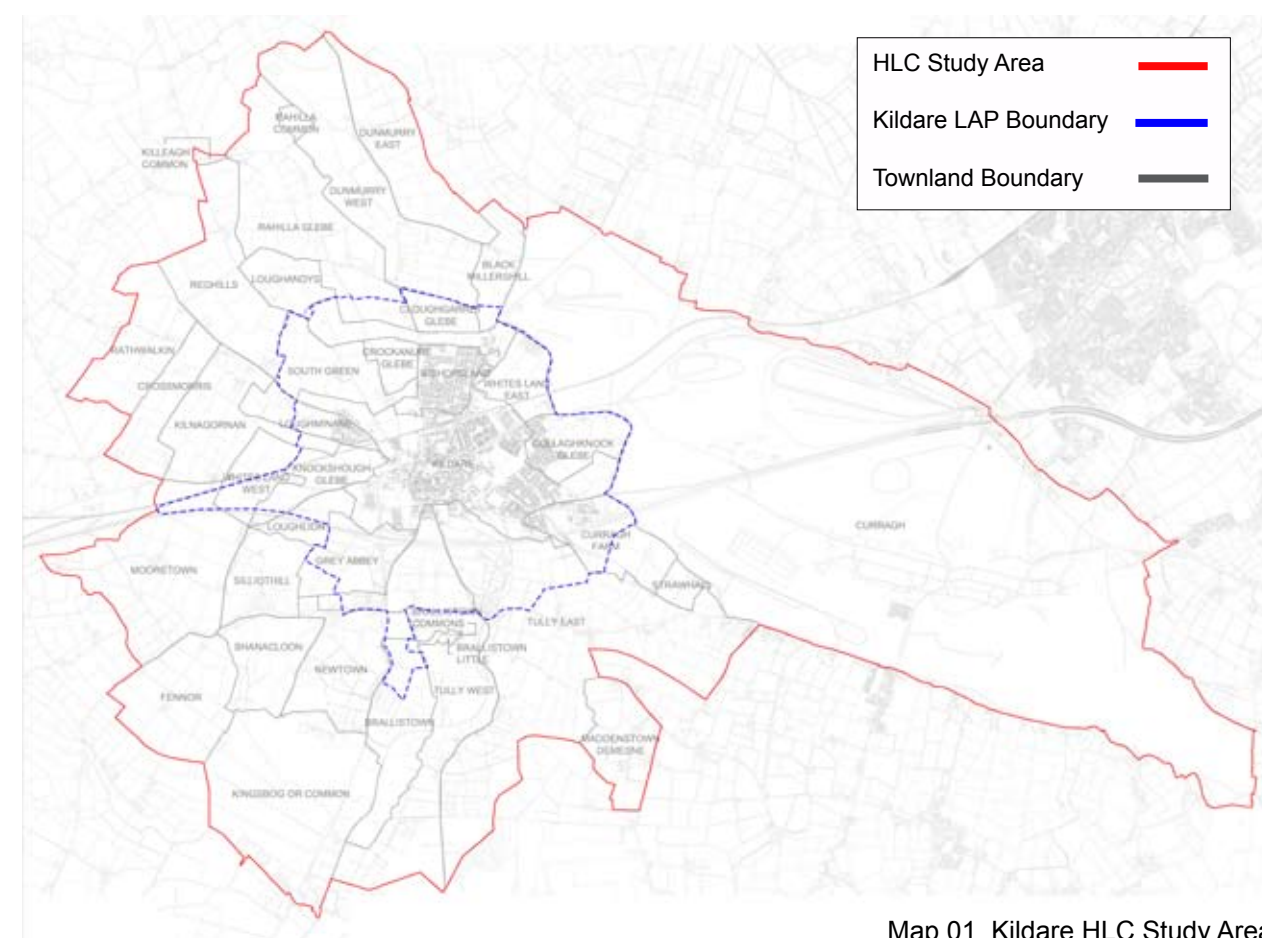 HLC Study Area
Kildare LAP Boundary
Townland Boundary
RAHILLA
COMMON
DUNMURRY
EAST
KILLEAGH
COMMON
DUNMURRY
WEST
RAHILLA GLEBE
BLACK
MILLERSHILL
LOUGHANDYS
REDHILLS
GLEBE
RATHWALKIN
CROCKANURE
GLEBE
SOUTH GREEN
BISHOPSLAND
CROSSMORRIS
WHITES LAND
EAST
KILNAGORNAN
LOUGHMINANE
COLLAGHKNOCK
GLEBE
KNOCKSHOUGH
GLEBE
KILDARE
WHITES LAND
WEST
LOUGHLION
CURRAGH
CURRAGH
FARM
GREY ABBEY
MOORETOWN
SILLIOTHILL
STRAWHALL
COMMONS
TULLY EAST
BRALLISTOWN
LITTLE
SHANACLOON
NEWTOWN
TULLY WEST
FENNOR
BRALLISTOWN
MADDENSTOWN
DEMESNE
KINGSBOG OR COMMON
Map 01 Kildare HLC Study Area